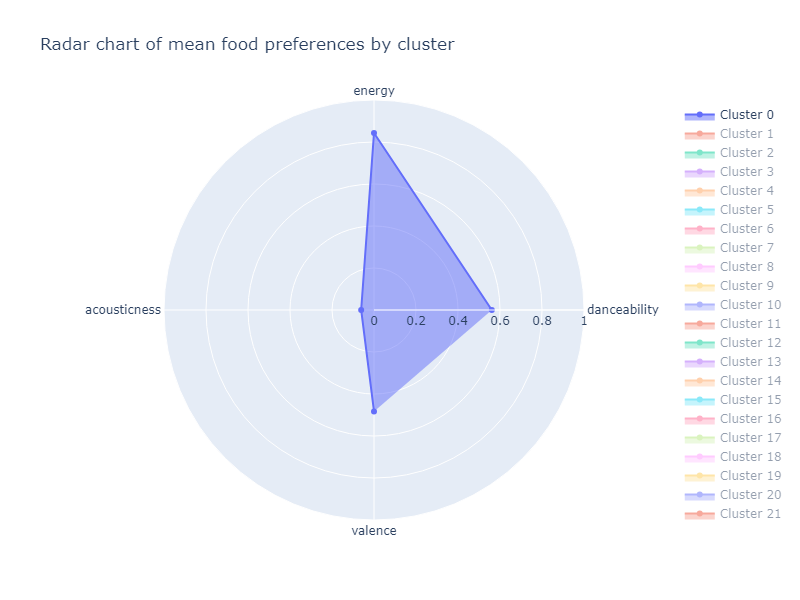 Radar chart of mean food preferences by cluster
energy
acousticness
danceability
0 0.2 0.4 0.6 0.8 1
valence
Cluster 0
Cluster 1
Cluster 2
Cluster 3
Cluster 4
Cluster 5
Cluster 6
Cluster 7
Cluster 8
Cluster 9
Cluster 10
Cluster 11
Cluster 12
Cluster 13
Cluster 14
Cluster 15
Cluster 16
Cluster 17
Cluster 18
Cluster 19
Cluster 20
Cluster 21